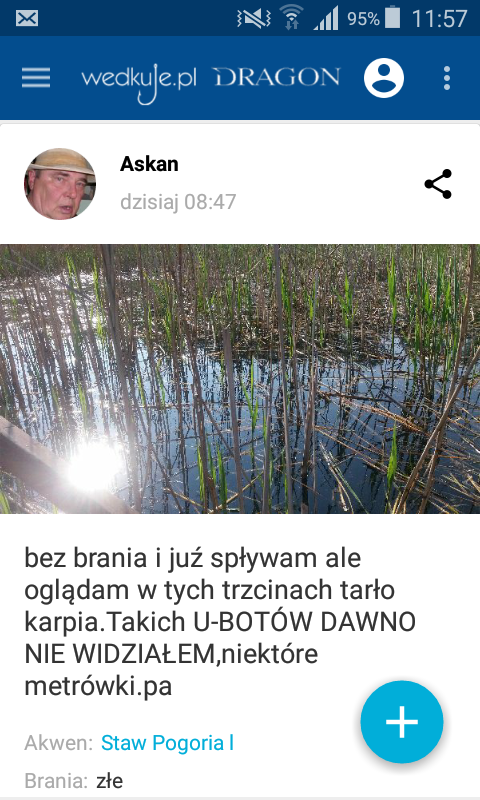 95% 11:57
wedkuje.pl DRAGON
Askan
dzisiaj 08:47
bez brania i juź spływam ale
oglądam w tych trzcinach tarło
karpia.Takich U-BOTÓW DAWNO
NIE WIDZIAŁEM,niektóre
metrówki.pa
Akwen: Staw Pogoria I
Brania: złe